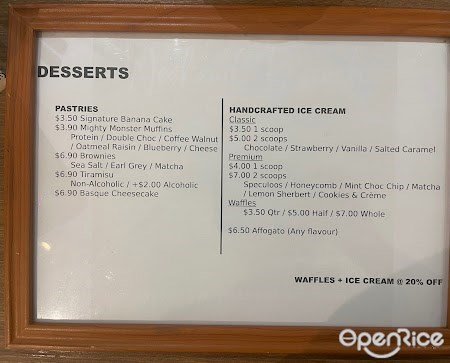 DESSERTS
PASTRIES
$3.50 Signature Banana Cake
$3.90 Mighty Monster Muffins
Protein / Double Choc / Coffee Walnut
/ Oatmeal Raisin / Blueberry / Cheese
$6.90 Brownies
Sea Salt / Earl Grey / Matcha
$6.90 Tiramisu
Non-Alcoholic / +$2.00 Alcoholic
$6.90 Basque Cheesecake
HANDCRAFTED ICE CREAM
Classic
$3.50 1 scoop
$5.00 2 scoops
Chocolate / Strawberry / Vanilla / Salted Caramel
Premium
$4.00 1 scoop
$7.00 2 scoops
Speculoos / Honeycomb / Mint Choc Chip / Matcha
/ Lemon Sherbert / Cookies & Crème
Waffles
$3.50 Qtr / $5.00 Half / $7.00 Whole
$6.50 Affogato (Any flavour)
WAFFLES + ICE CREAM @ 20% OFF
OPENRiCE
www.openrice.com